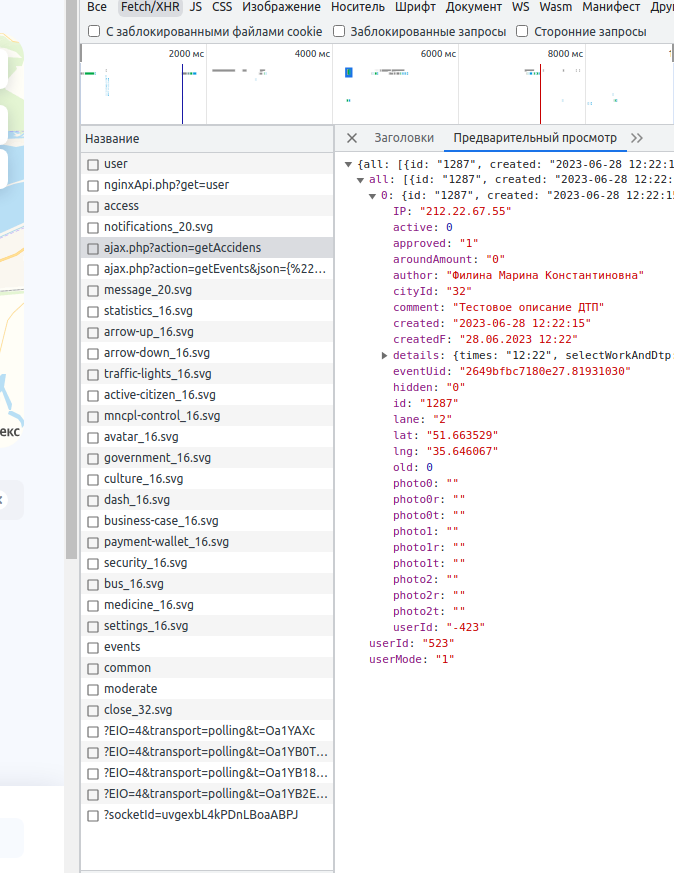 Все Fetch/XHR JS CSS Изображение Носитель Шрифт Документ WS Wasm Манифест
С заблокированными файлами cookie Заблокированные запросы Сторонние запросы
2000 мс 4000 мс 6000 мс 8000 мс
Название
Заголовки Предварительный просмотр
user
nginxApi.php?get=user
access
notifications_20.svg
ajax.php?action=getAccidens
ajax.php?action=getEvents&json={%22...
message_20.svg
statistics_16.svg
arrow-up_16.svg
arrow-down_16.svg
traffic-lights_16.svg
active-citizen_16.svg
mncpl-control_16.svg
avatar_16.svg
government_16.svg
culture_16.svg
dash_16.svg
business-case_16.svg
payment-wallet_16.svg
security_16.svg
bus_16.svg
medicine_16.svg
settings_16.svg
events
common
moderate
close_32.svg
?EIO=4&transport=polling&t=Oa1YAXc
?EIO=4&transport=polling&t=Oa1YB0T...
?EIO=4&transport=polling&t=Oa1YB18...
?EIO=4&transport=polling&t=Oa1YB2E...
?socketId=uvgexbL4kPDnLBoaABPJ
{all: [{id: "1287", created: "2023-06-28 12:22:1
all: [{id: "1287", created: "2023-06-28 12:22:
0: {id: "1287", created: "2023-06-28 12:22:15
IP: "212.22.67.55"
active: 0
approved: "1"
aroundAmount: "0"
author: "Филина Марина Константиновна"
cityId: "32"
comment: "Тестовое описание ДТП"
created: "2023-06-28 12:22:15"
createdF: "28.06.2023 12:22"
details: {times: "12:22", selectWorkAndDtp
eventUid: "2649bfbc7180e27.81931030"
hidden: "0"
id: "1287"
lane: "2"
lat: "51.663529"
lng: "35.646067"
old: 0
photo0: ""
photo0r: ""
photo0t: ""
photo1: ""
photo1r: ""
photo1t: ""
photo2: ""
photo2r: ""
photo2t: ""
userId: "-423"
userId: "523"
userMode: "1"